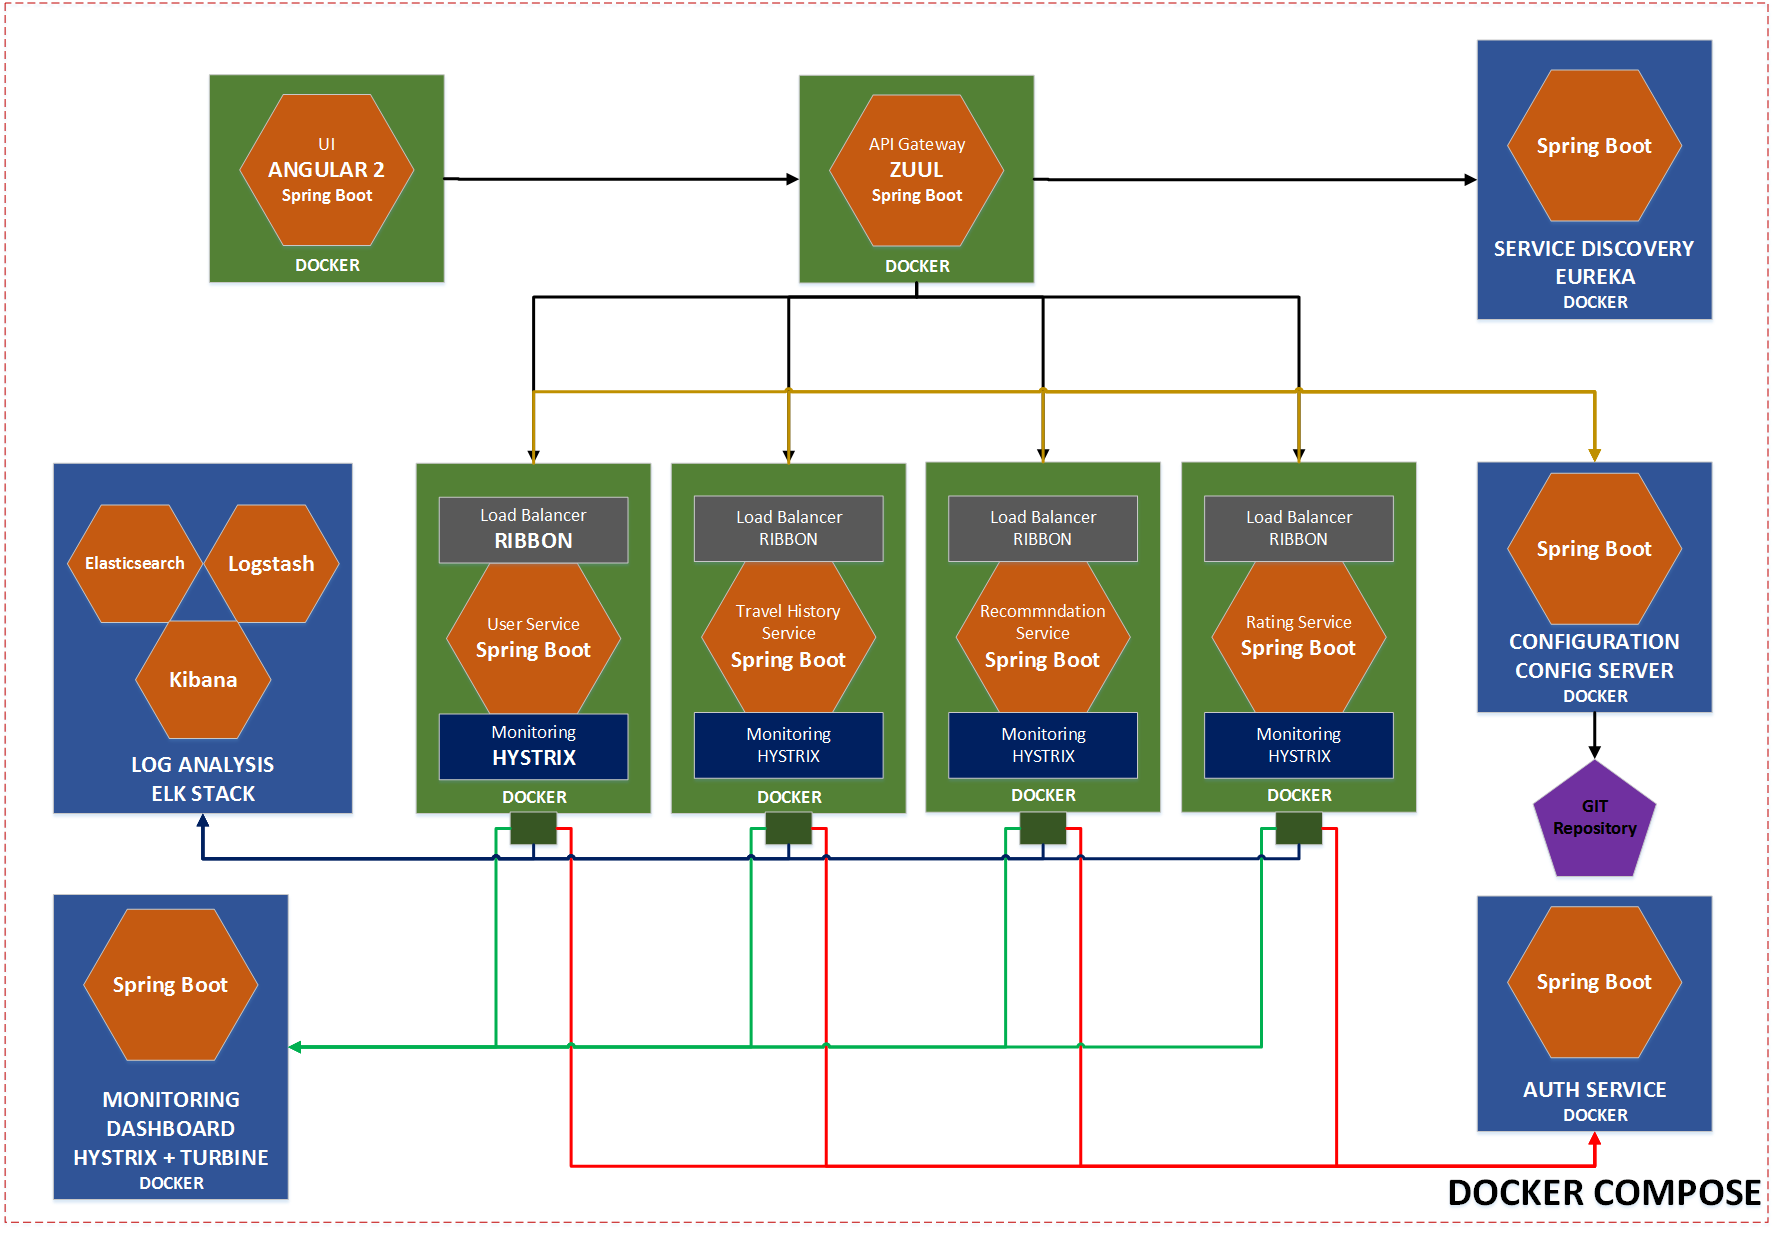 UI
ANGULAR 2
Spring Boot
DOCKER
API Gateway
ZUUL
Spring Boot
DOCKER
Spring Boot
SERVICE DISCOVERY
EUREKA
DOCKER
Elasticsearch
Logstash
Kibana
LOG ANALYSIS
ELK STACK
Load Balancer
RIBBON
User Service
Spring Boot
Monitoring
HYSTRIX
DOCKER
Load Balancer
RIBBON
Travel History
Service
Spring Boot
Monitoring
HYSTRIX
DOCKER
Load Balancer
RIBBON
Recommndation
Service
Spring Boot
Monitoring
HYSTRIX
DOCKER
Load Balancer
RIBBON
Rating Service
Spring Boot
Monitoring
HYSTRIX
DOCKER
Spring Boot
CONFIGURATION
CONFIG SERVER
DOCKER
GIT
Repository
Spring Boot
MONITORING
DASHBOARD
HYSTRIX + TURBINE
DOCKER
Spring Boot
AUTH SERVICE
DOCKER
DOCKER COMPOSE